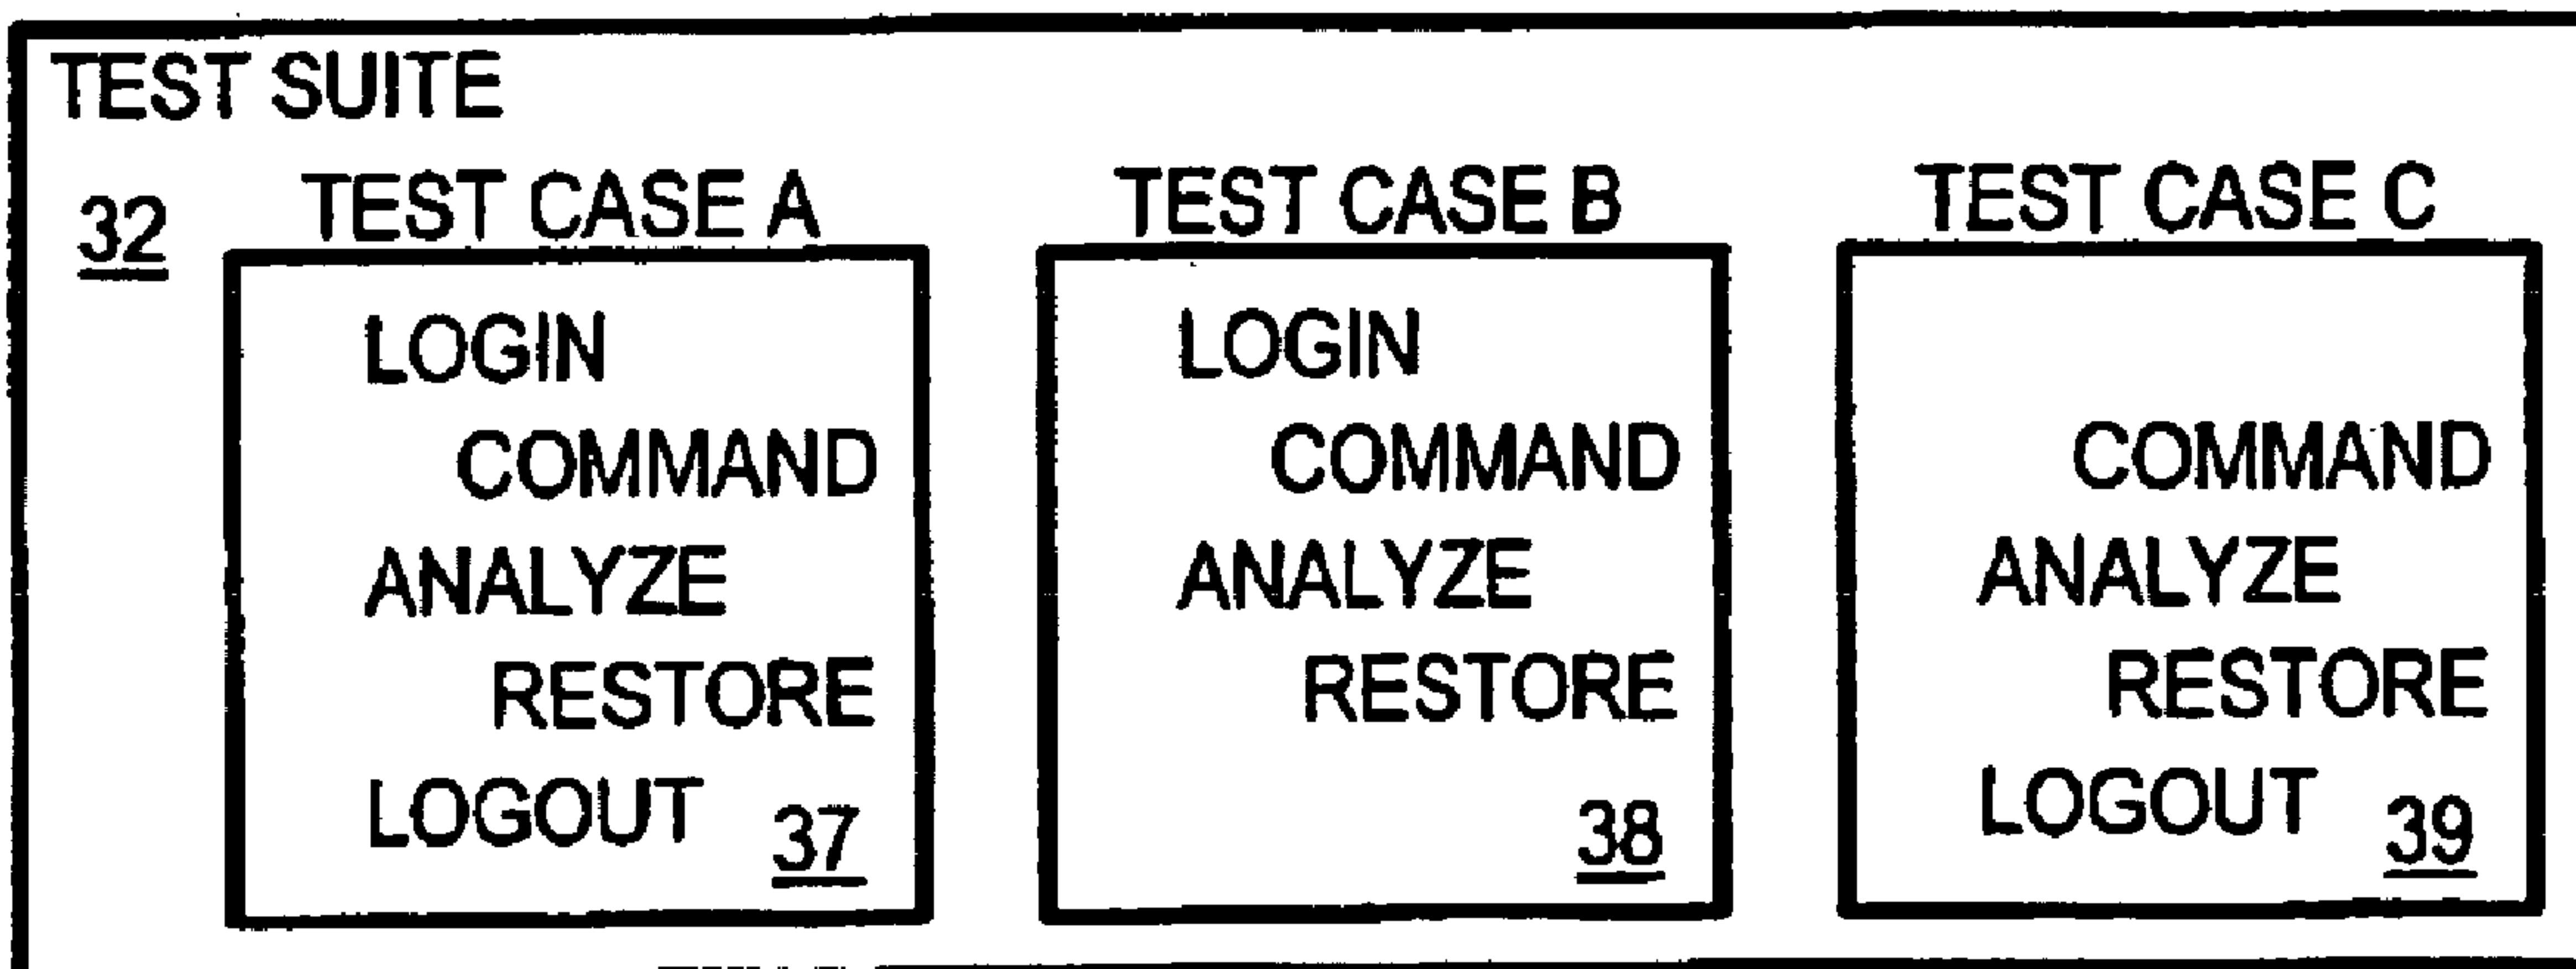 TEST SUITE
32
TEST CASE A
LOGIN
COMMAND
ANALYZE
RESTORE
LOGOUT
37
TEST CASE B
LOGIN
COMMAND
ANALYZE
RESTORE
38
TEST CASE C
COMMAND
ANALYZE
RESTORE
LOGOUT
39